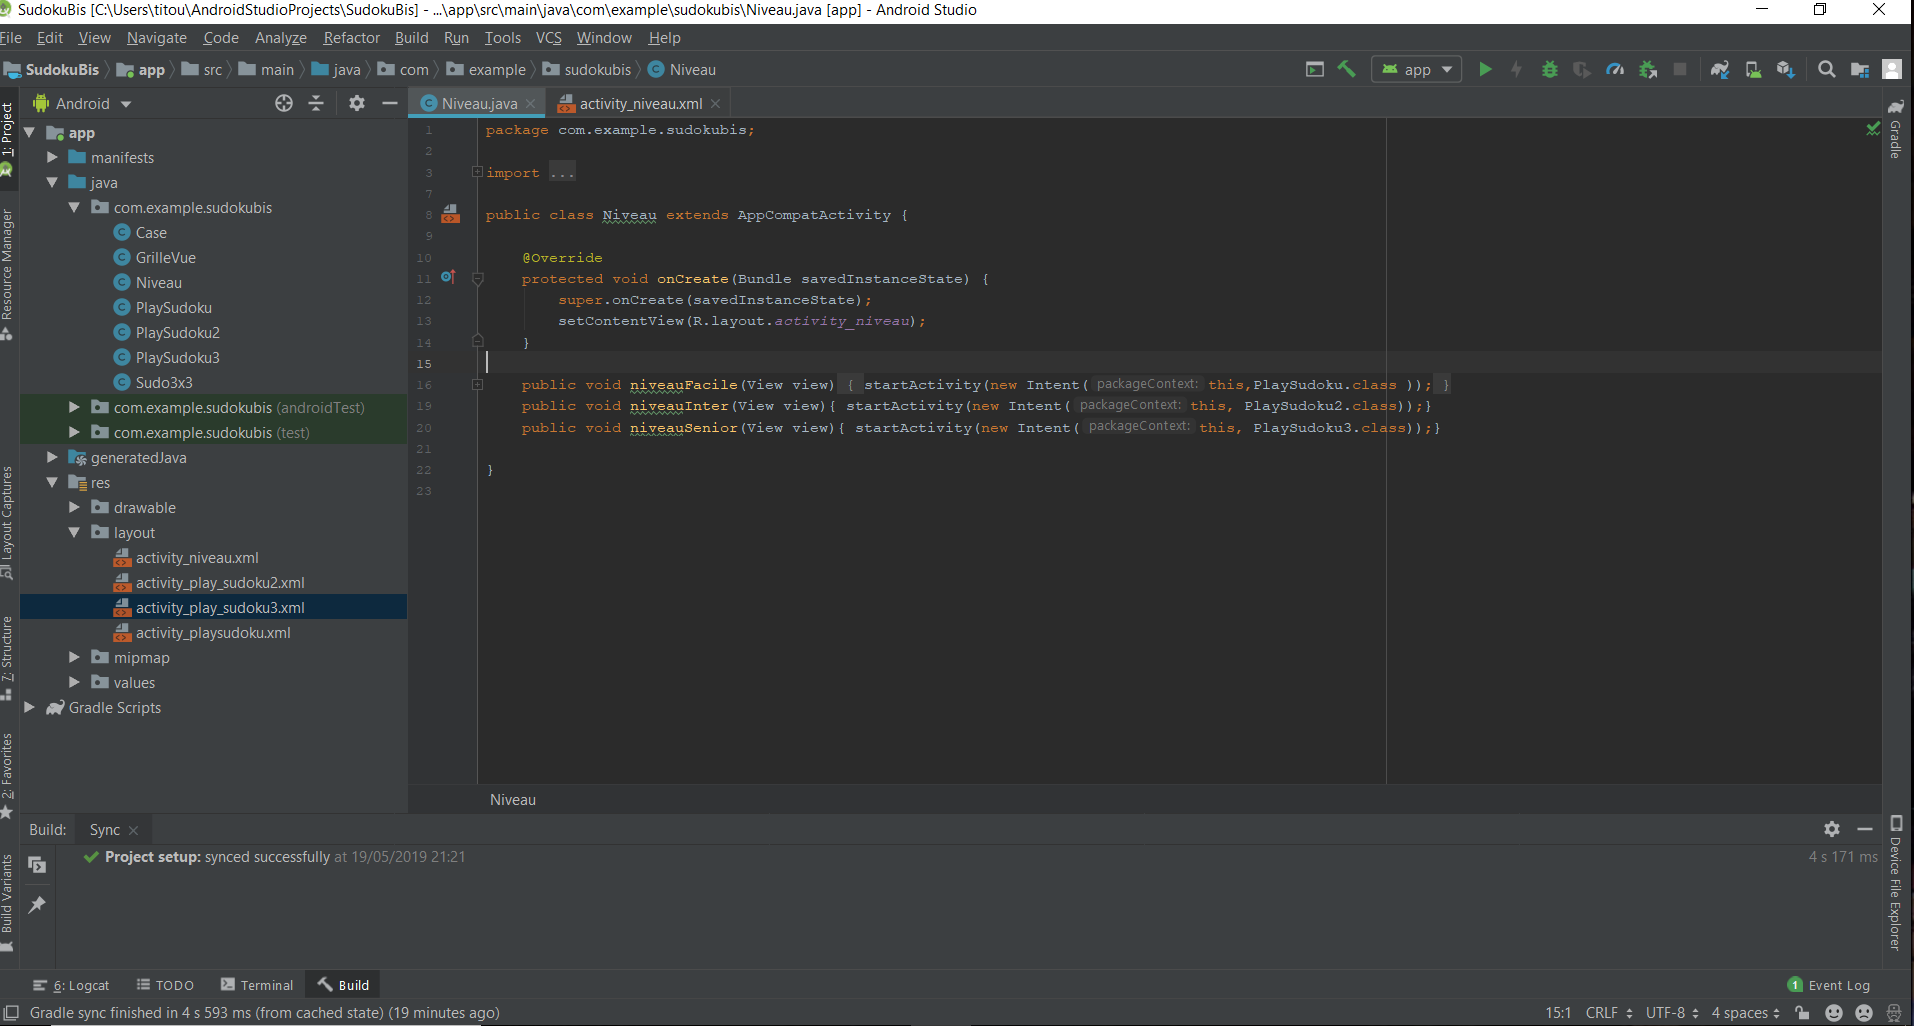 SudokuBis [C:\Users\titou\AndroidStudioProjects\SudokuBis] - ...\app\src\main\java\com\example\sudokubis\Niveau.java [app] - Android Studio
File Edit View Navigate Code Analyze Refactor Build Run Tools VCS Window Help
SudokuBis app src main java com example sudokubis Niveau
app
Android
Niveau.java
activity_niveau.xml
1: Project
Resource Manager
Layout Captures
7: Structure
2: Favorites
Build Variants
app
manifests
java
com.example.sudokubis
Case
GrilleVue
Niveau
PlaySudoku
PlaySudoku2
PlaySudoku3
Sudo3x3
com.example.sudokubis (androidTest)
com.example.sudokubis (test)
generatedJava
res
drawable
layout
activity_niveau.xml
activity_play_sudoku2.xml
activity_play_sudoku3.xml
activity_playsudoku.xml
mipmap
values
Gradle Scripts
1 package com.example.sudokubis;
2
3 import ...
7
8 public class Niveau extends AppCompatActivity {
9
10 @Override
11 protected void onCreate(Bundle savedInstanceState) {
12 super.onCreate(savedInstanceState);
13 setContentView(R.layout.activity_niveau);
14 }
15
16 public void niveauFacile(View view) { startActivity(new Intent( packageContext: this,PlaySudoku.class )); }
19 public void niveauInter(View view){ startActivity(new Intent( packageContext: this, PlaySudoku2.class));}
20 public void niveauSenior(View view){ startActivity(new Intent( packageContext: this, PlaySudoku3.class));}
21
22 }
23
Niveau
Gradle
Device File Explorer
Build: Sync
Project setup: synced successfully at 19/05/2019 21:21
4 s 171 ms
6: Logcat TODO Terminal Build
1 Event Log
Gradle sync finished in 4 s 593 ms (from cached state) (19 minutes ago)
15:1 CRLF UTF-8 4 spaces